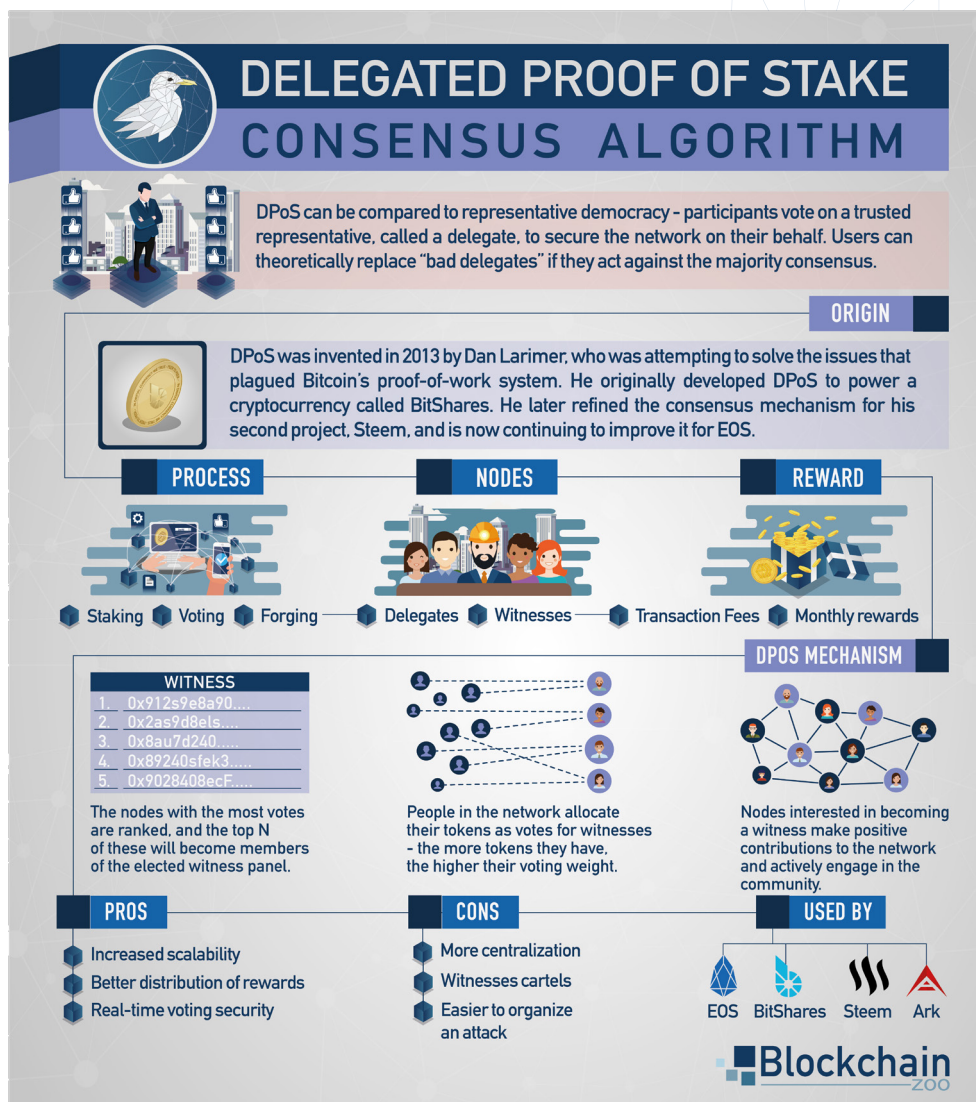 DELEGATED PROOF OF STAKE
CONSENSUS ALGORITHM
DPoS can be compared to representative democracy - participants vote on a trusted
representative, called a delegate, to secure the network on their behalf. Users can
theoretically replace “bad delegates” if they act against the majority consensus.
ORIGIN
DPoS was invented in 2013 by Dan Larimer, who was attempting to solve the issues that
plagued Bitcoin’s proof-of-work system. He originally developed DPoS to power a
cryptocurrency called BitShares. He later refined the consensus mechanism for his
second project, Steem, and is now continuing to improve it for EOS.
PROCESS
Staking Voting Forging
NODES
Delegates Witnesses
REWARD
Transaction Fees Monthly rewards
DPOS MECHANISM
WITNESS
1. 0x912s9e8a90....
2. 0x2as9d8els....
3. 0x8au7d240.....
4. 0x89240sfek3.....
5. 0x9028408ecF.....
The nodes with the most votes
are ranked, and the top N
of these will become members
of the elected witness panel.
People in the network allocate
their tokens as votes for witnesses
- the more tokens they have,
the higher their voting weight.
Nodes interested in becoming
a witness make positive
contributions to the network
and actively engage in the
community.
PROS
Increased scalability
Better distribution of rewards
Real-time voting security
CONS
More centralization
Witnesses cartels
Easier to organize
an attack
USED BY
EOS BitShares Steem Ark
Blockchain
ZOO